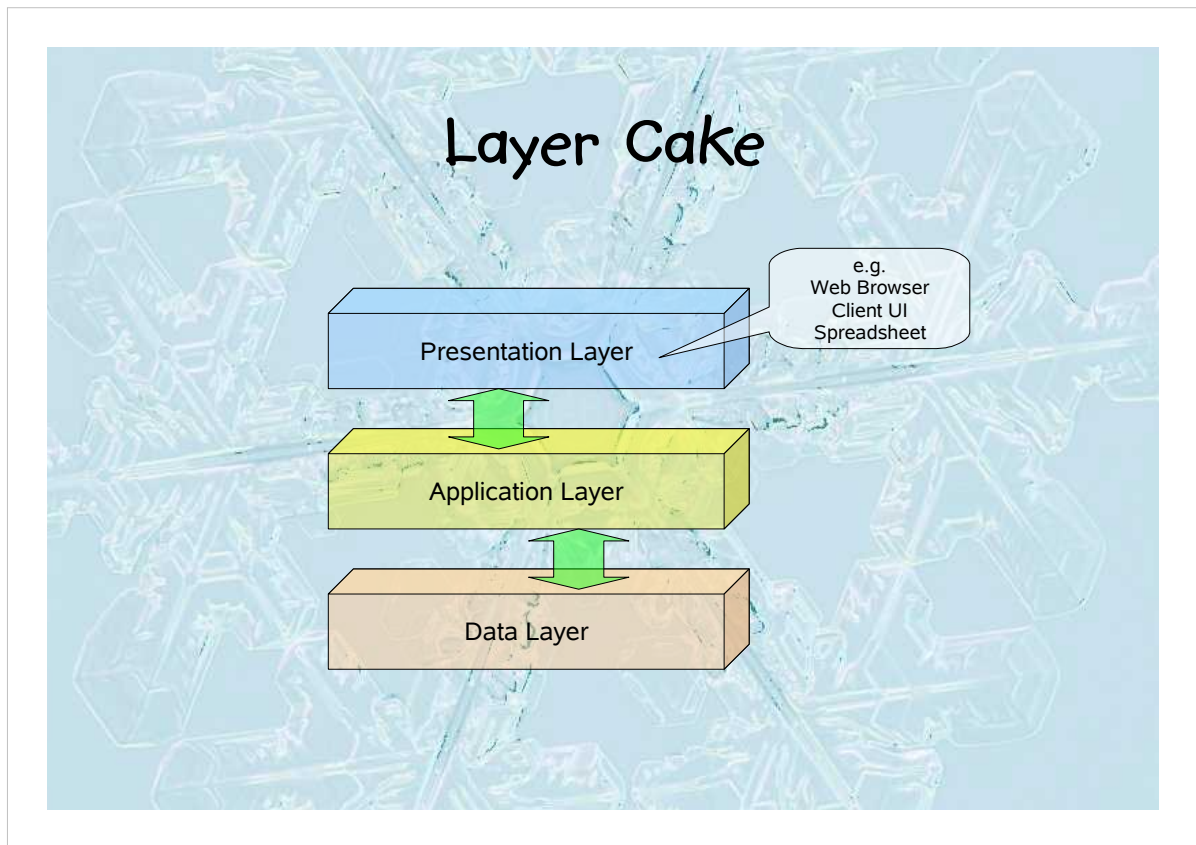 Layer Cake
e.g.
Web Browser
Client UI
Spreadsheet
Presentation Layer
Application Layer
Data Layer